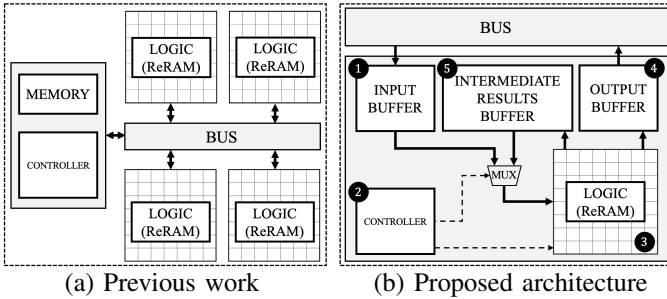 LOGIC
(ReRAM)
LOGIC
(ReRAM)
MEMORY
CONTROLLER
BUS
LOGIC
(ReRAM)
LOGIC
(ReRAM)
(a) Previous work
BUS
1
INPUT
BUFFER
5
INTERMEDIATE
RESULTS
BUFFER
4
OUTPUT
BUFFER
MUX
2
CONTROLLER
LOGIC
(ReRAM)
3
(b) Proposed architecture